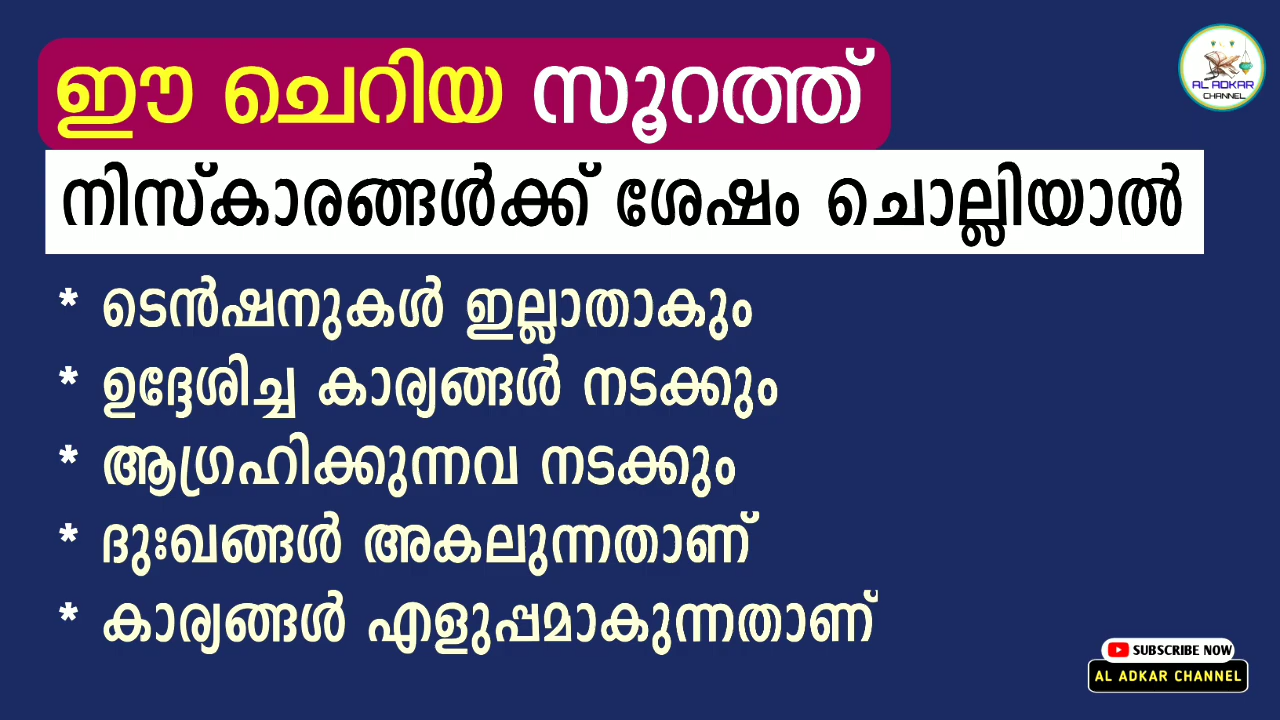 ഈ ചെറിയ സൂറത്ത്
AL ADKAR
CHANNEL
നിസ്കാരങ്ങൾക്ക് ശേഷം ചൊല്ലിയാൽ
* ടെൻഷനുകൾ ഇല്ലാതാകും
* ഉദ്ദേശിച്ച കാര്യങ്ങൾ നടക്കും
* ആഗ്രഹിക്കുന്നവ നടക്കും
* ദുഃഖങ്ങൾ അകലുന്നതാണ്
* കാര്യങ്ങൾ എളുപ്പമാകുന്നതാണ്
SUBSCRIBE NOW
AL ADKAR CHANNEL